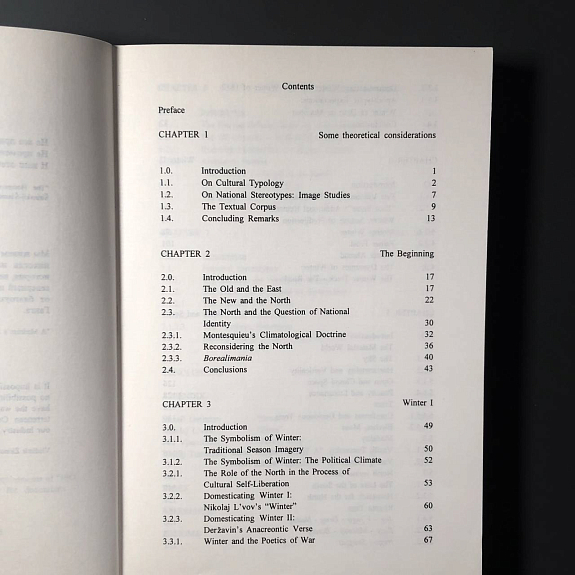 Contents
Preface
CHAPTER 1 Some theoretical considerations
1.0. Introduction 1
1.1. On Cultural Typology 2
1.2. On National Stereotypes: Image Studies 7
1.3. The Textual Corpus 9
1.4. Concluding Remarks 13
CHAPTER 2 The Beginning
2.0. Introduction 17
2.1. The Old and the East 17
2.2. The New and the North 22
2.3. The North and the Question of National
Identity 30
2.3.1. Montesquieu's Climatological Doctrine 32
2.3.2. Reconsidering the North 36
2.3.3. Borealimania 40
2.4. Conclusions 43
CHAPTER 3 Winter I
3.0. Introduction 49
3.1.1. The Symbolism of Winter:
Traditional Season Imagery 50
3.1.2. The Symbolism of Winter: The Political Climate 52
3.2.1. The Role of the North in the Process of
Cultural Self-Liberation 53
3.2.2. Domesticating Winter I:
Nikolaj L'vov's "Winter" 60
3.2.3. Domesticating Winter II:
Deržavin's Anacreontic Verse 63
3.3.1. Winter and the Poetics of War 67